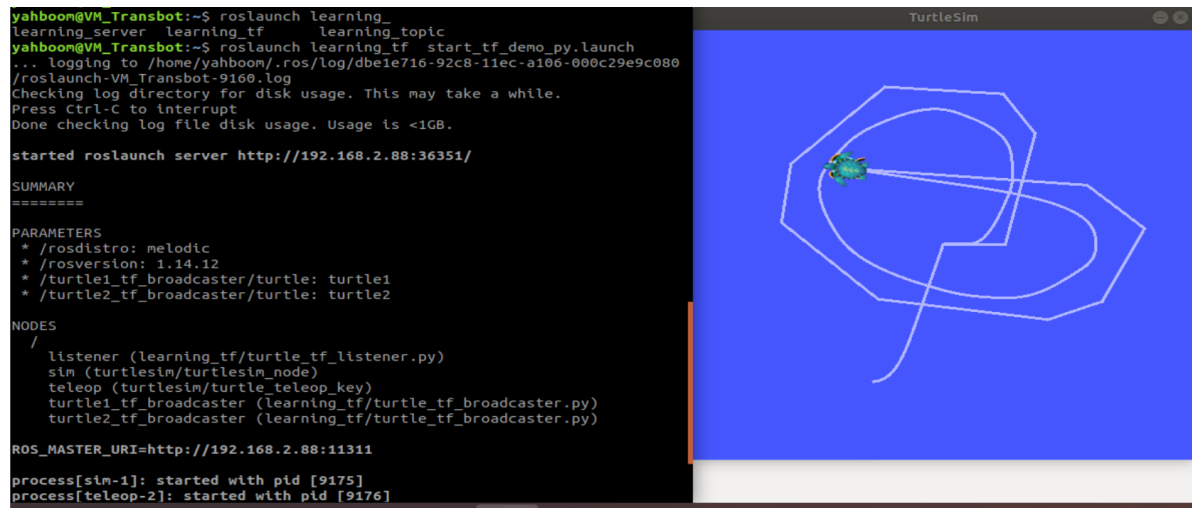 yahboom@VM_Transbot:~$ roslaunch learning_
learning_server  learning_tf      learning_topic
yahboom@VM_Transbot:~$ roslaunch learning_tf  start_tf_demo_py.launch
... logging to /home/yahboom/.ros/log/dbe1e716-92c8-11ec-a106-000c29e9c080
/roslaunch-VM_Transbot-9160.log
Checking log directory for disk usage. This may take a while.
Press Ctrl-C to interrupt
Done checking log file disk usage. Usage is <1GB.
started roslaunch server http://192.168.2.88:36351/
SUMMARY
========
PARAMETERS
 * /rosdistro: melodic
 * /rosversion: 1.14.12
 * /turtle1_tf_broadcaster/turtle: turtle1
 * /turtle2_tf_broadcaster/turtle: turtle2
NODES
  /
    listener (learning_tf/turtle_tf_listener.py)
    sim (turtlesim/turtlesim_node)
    teleop (turtlesim/turtle_teleop_key)
    turtle1_tf_broadcaster (learning_tf/turtle_tf_broadcaster.py)
    turtle2_tf_broadcaster (learning_tf/turtle_tf_broadcaster.py)
ROS_MASTER_URI=http://192.168.2.88:11311
process[sim-1]: started with pid [9175]
process[teleop-2]: started with pid [9176]
TurtleSim